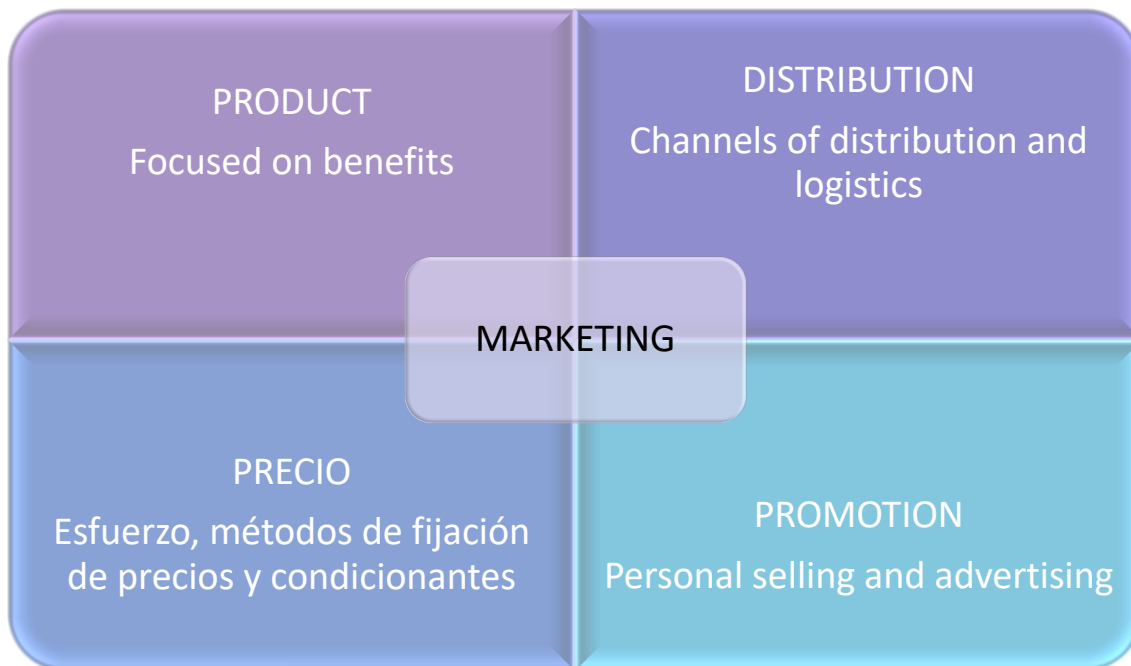 PRODUCT
Focused on benefits
DISTRIBUTION
Channels of distribution and
logistics
MARKETING
PRECIO
Esfuerzo, métodos de fijación
de precios y condicionantes
PROMOTION
Personal selling and advertising